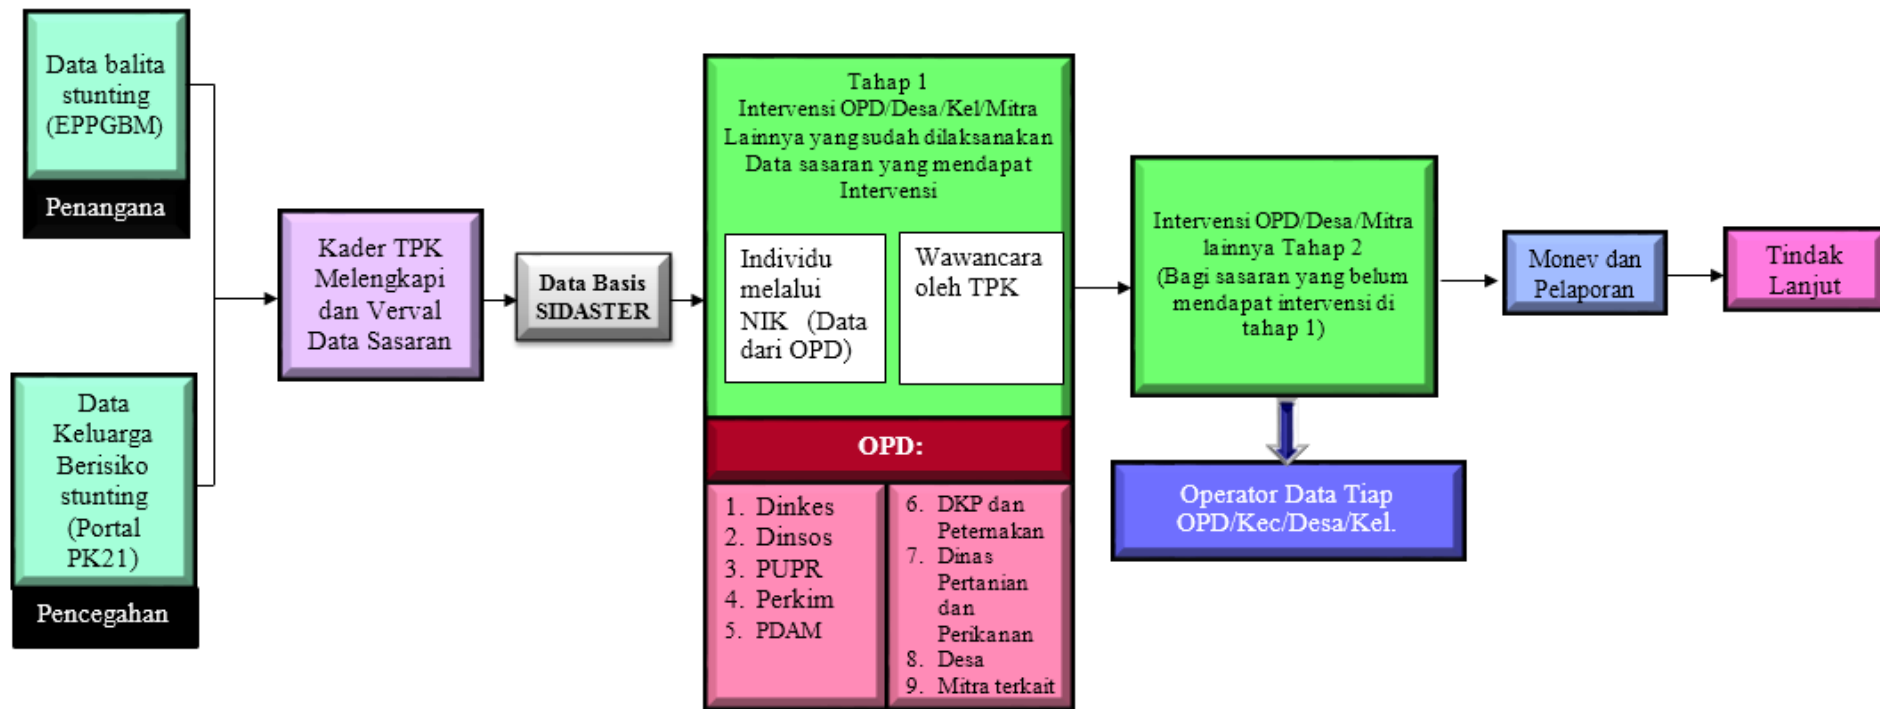 Data balita
stunting
(EPPGBM)
Penangana
Data
Keluarga
Berisiko
stunting
(Portal
PK21)
Pencegahan
Kader TPK
Melengkapi
dan Verval
Data Sasaran
Data Basis
SIDASTER
Tahap 1
Intervensi OPD/Desa/Kel/Mitra
Lainnya yang sudah dilaksanakan
Data sasaran yang mendapat
Intervensi
Individu
melalui
NIK (Data
dari OPD)
Wawancara
oleh TPK
OPD:
1. Dinkes
2. Dinsos
3. PUPR
4. Perkim
5. PDAM
6. DKP dan
Peternakan
7. Dinas
Pertanian
dan
Perikanan
8. Desa
9. Mitra terkait
Intervensi OPD/Desa/Mitra
lainnya Tahap 2
(Bagi sasaran yang belum
mendapat intervensi di
tahap 1)
Operator Data Tiap
OPD/Kec/Desa/Kel.
Monev dan
Pelaporan
Tindak
Lanjut